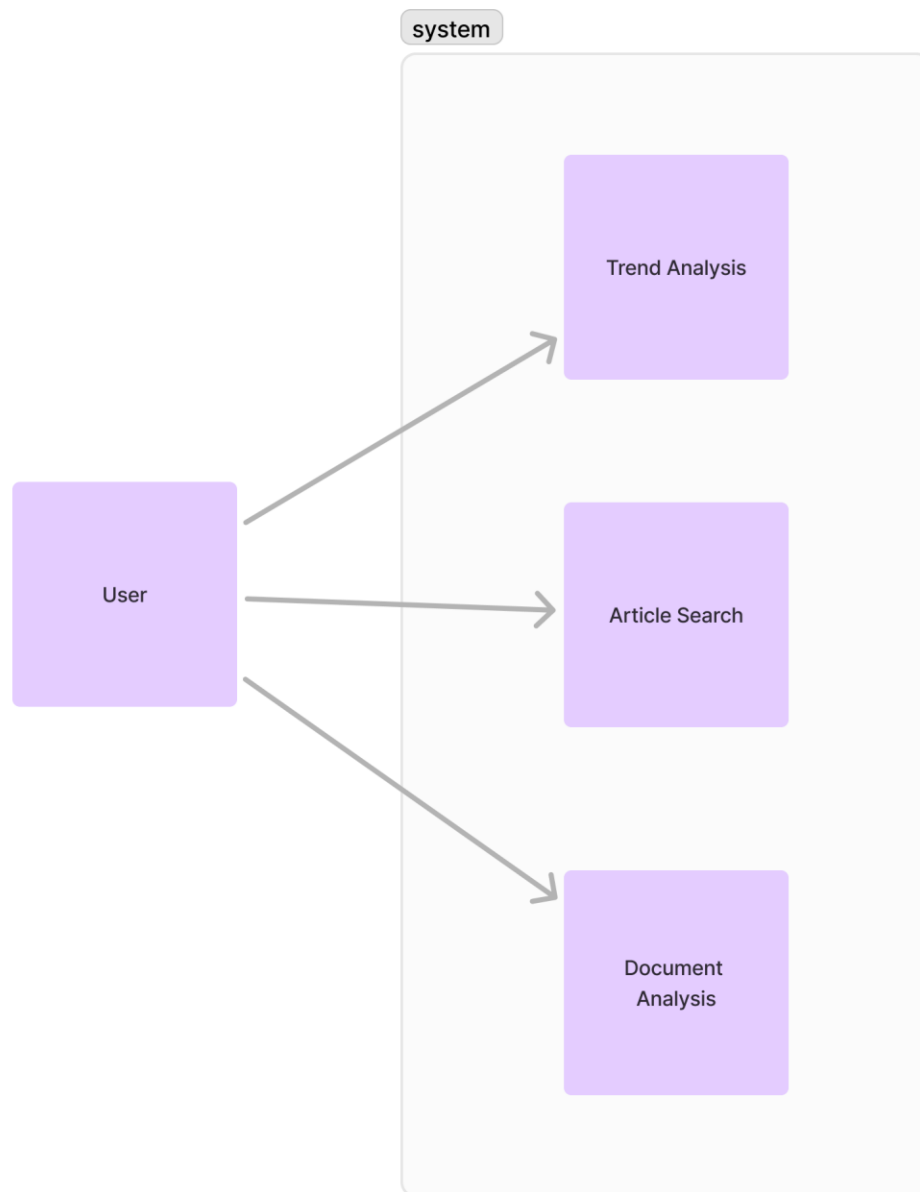 system
Trend Analysis
User
Article Search
Document
Analysis